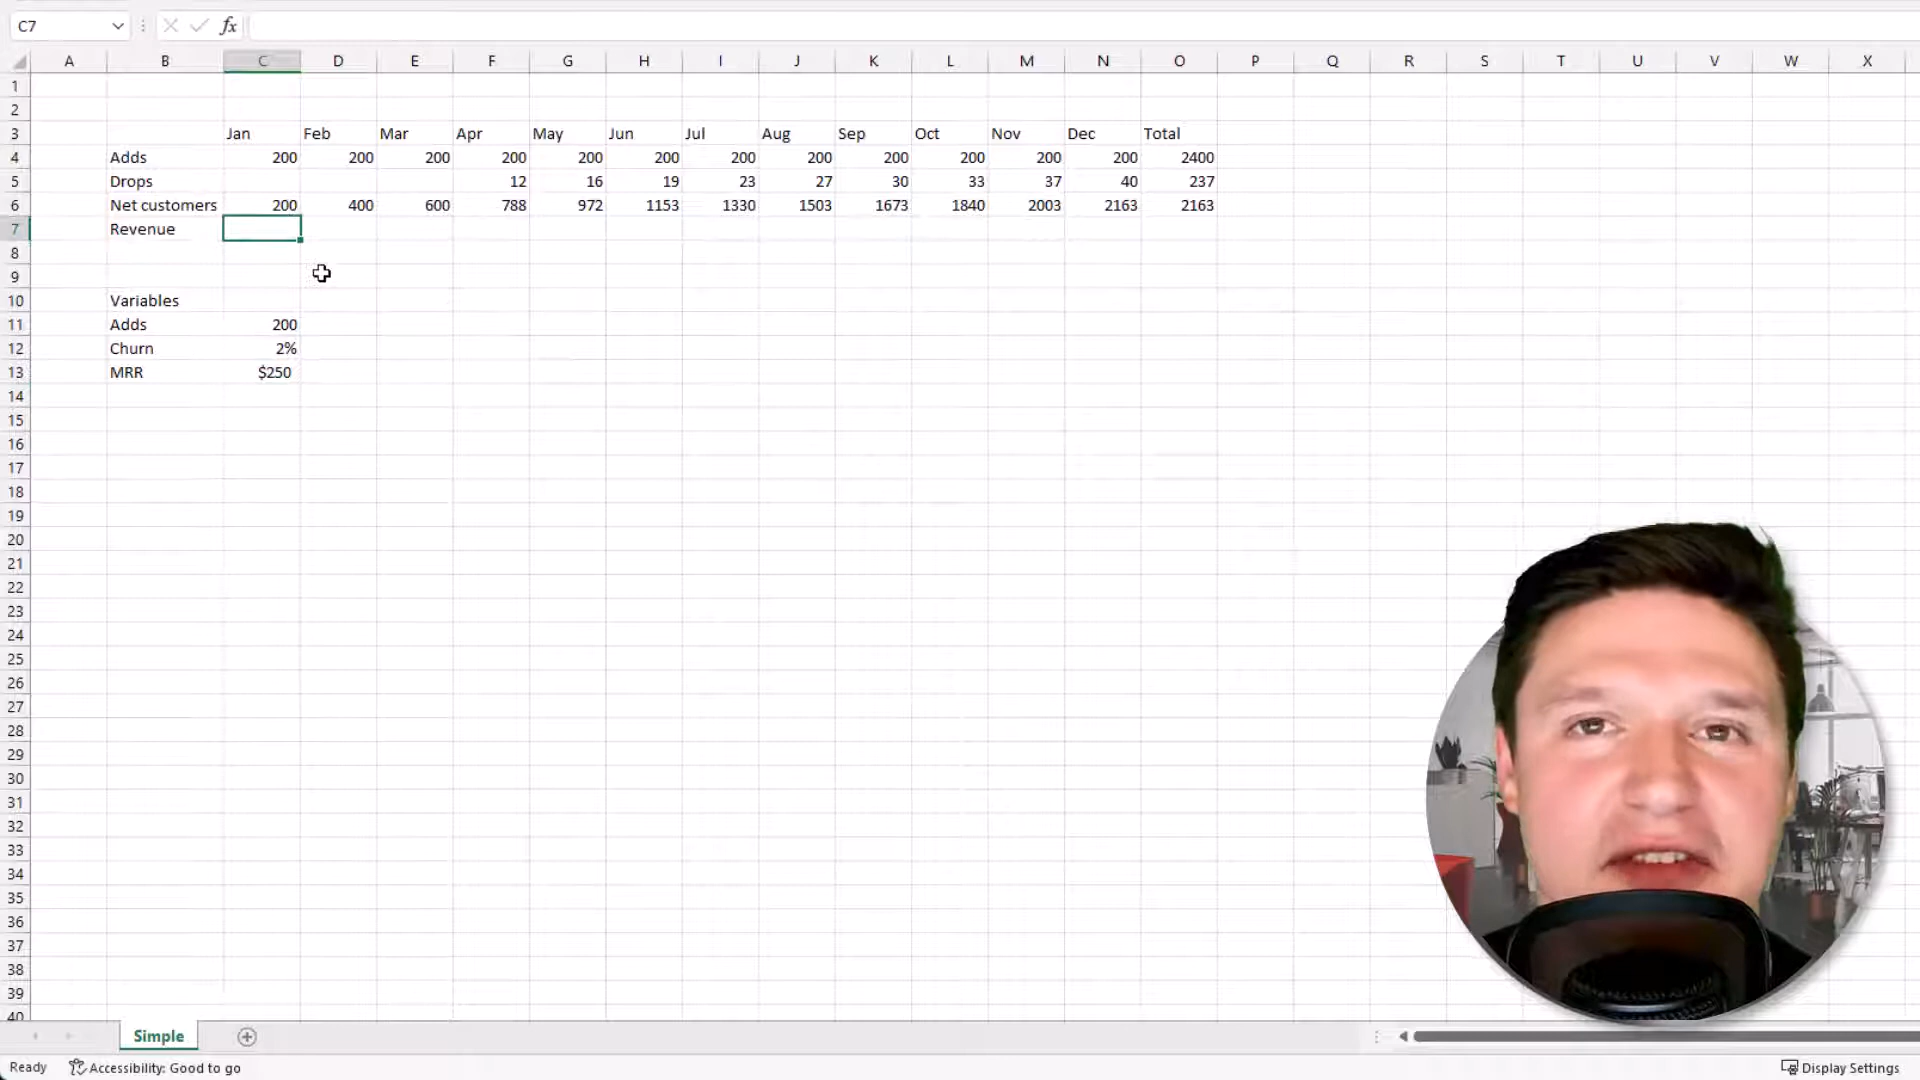 C7 fx
A B C D E F G H I J K L M N O P Q R S T U V W X
1
2
3 Jan Feb Mar Apr May Jun Jul Aug Sep Oct Nov Dec Total
4 Adds 200 200 200 200 200 200 200 200 200 200 200 200 2400
5 Drops 12 16 19 23 27 30 33 37 40 237
6 Net customers 200 400 600 788 972 1153 1330 1503 1673 1840 2003 2163 2163
7 Revenue
8
9
10 Variables
11 Adds 200
12 Churn 2%
13 MRR $250
14
15
16
17
18
19
20
21
22
23
24
25
26
27
28
29
30
31
32
33
34
35
36
37
38
39
40
Simple
Ready Accessibility: Good to go Display Settings